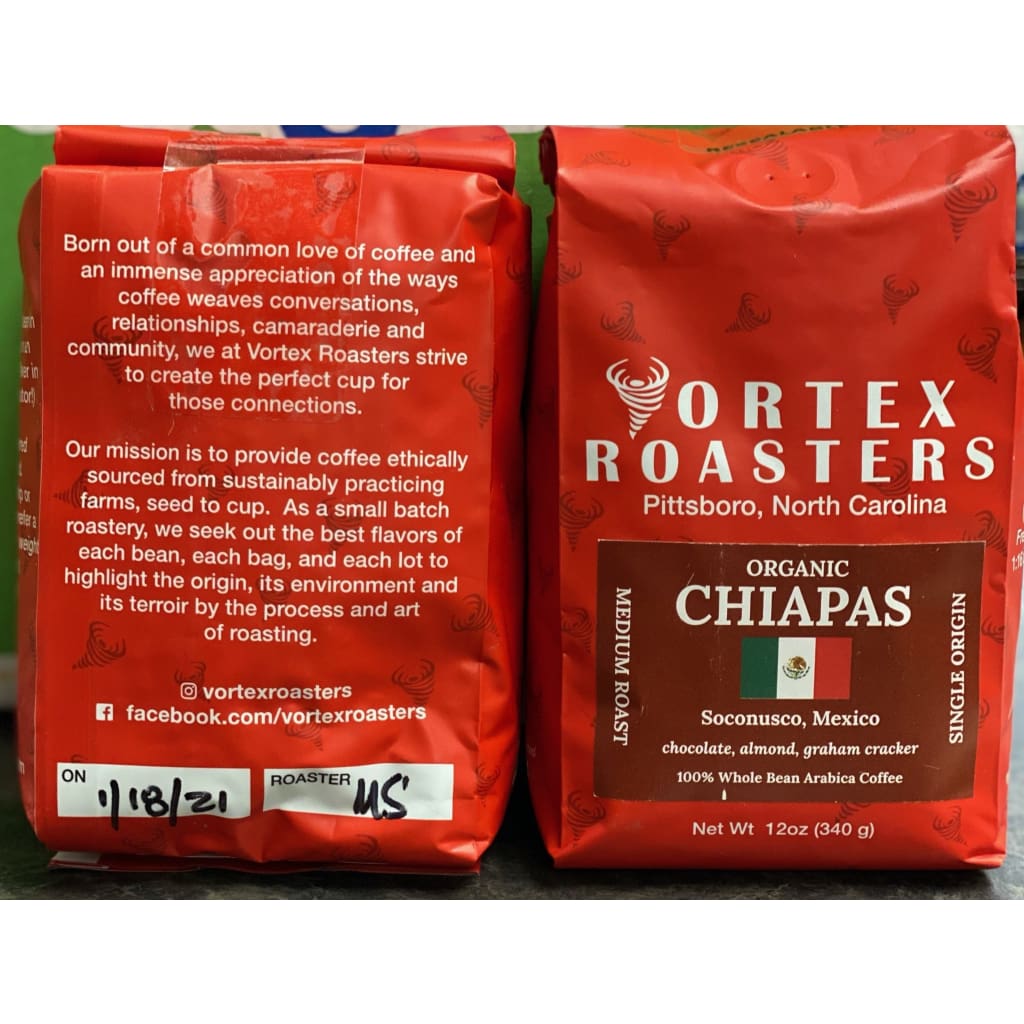 Born out of a common love of coffee and
an immense appreciation of the ways
coffee weaves conversations,
relationships, camaraderie and
community, we at Vortex Roasters strive
to create the perfect cup for
those connections.
Our mission is to provide coffee ethically
sourced from sustainably practicing
farms, seed to cup. As a small batch
roastery, we seek out the best flavors of
each bean, each bag, and each lot to
highlight the origin, its environment and
its terroir by the process and art
of roasting.
vortexroasters
facebook.com/vortexroasters
ON 1/18/21
ROASTER MS
VORTEX
ROASTERS
Pittsboro, North Carolina
ORGANIC
CHIAPAS
MEDIUM ROAST
SINGLE ORIGIN
Soconusco, Mexico
chocolate, almond, graham cracker
100% Whole Bean Arabica Coffee
Net Wt 12oz (340 g)